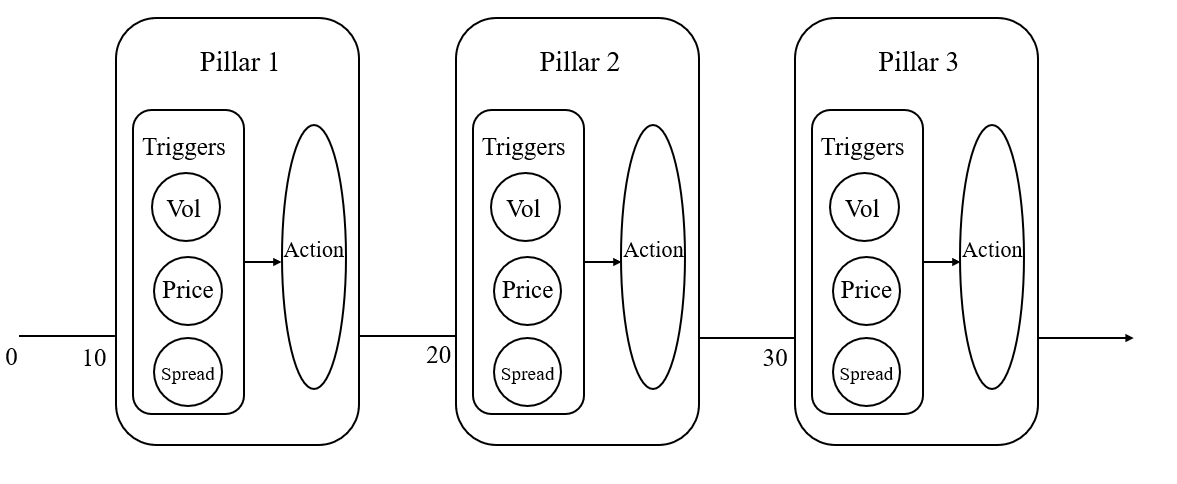 Pillar 1
Triggers
Vol
Price
Spread
Action
Pillar 2
Triggers
Vol
Price
Spread
Action
Pillar 3
Triggers
Vol
Price
Spread
Action
0
10
20
30